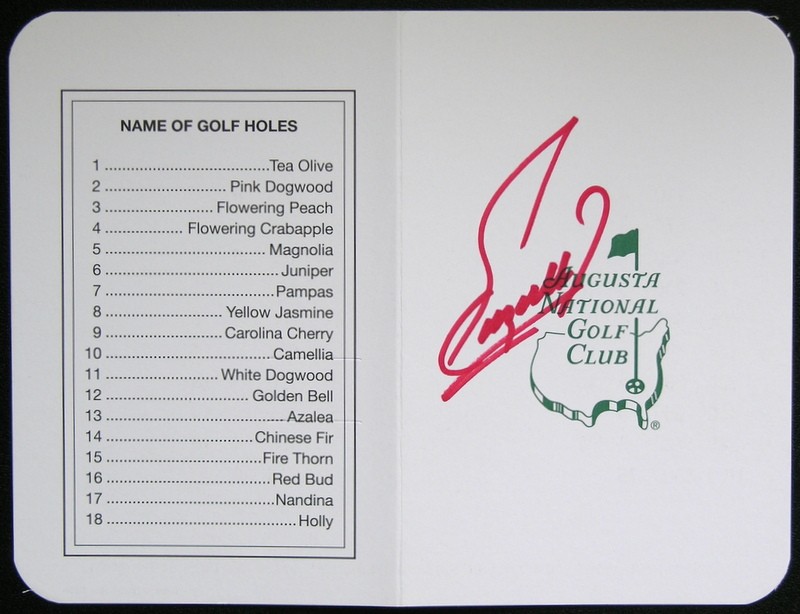 NAME OF GOLF HOLES
1 ..............................Tea Olive
2 ...................... Pink Dogwood
3 ....................Flowering Peach
4 .............. Flowering Crabapple
5 ............................. Magnolia
6 ................................Juniper
7 ...............................Pampas
8 ......................Yellow Jasmine
9 ......................Carolina Cherry
10 ..............................Camellia
11 ....................White Dogwood
12 .......................... Golden Bell
13 .................................Azalea
14 ...........................Chinese Fir
15 ............................Fire Thorn
16 ..............................Red Bud
17 ...............................Nandina
18 ...................................Holly
AUGUSTA
NATIONAL
GOLF
CLUB
®